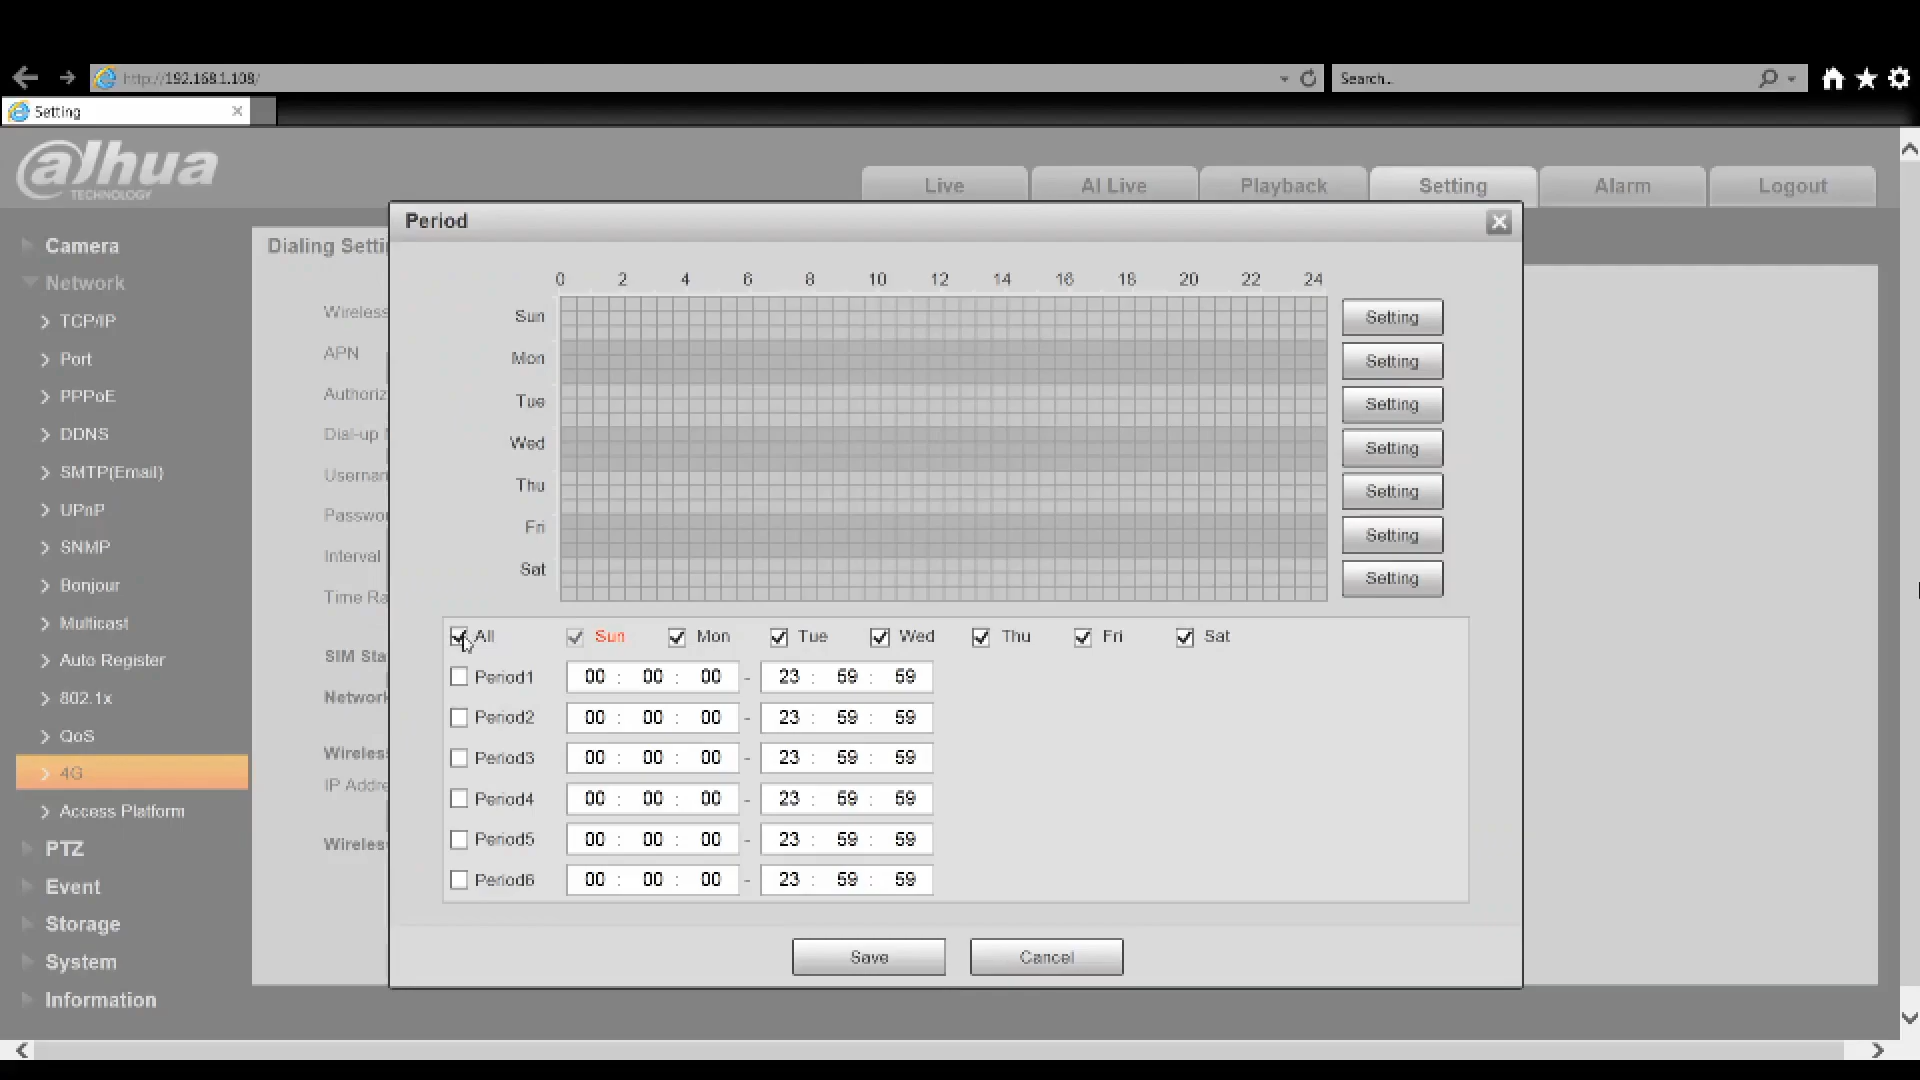 http://192.168.1.108/
Search...
Setting
alhua
TECHNOLOGY
Live
AI Live
Playback
Setting
Alarm
Logout
Period
Camera
Network
TCP/IP
Port
PPPoE
DDNS
SMTP(Email)
UPnP
SNMP
Bonjour
Multicast
Auto Register
802.1x
QoS
4G
Access Platform
PTZ
Event
Storage
System
Information
Dialing Setti
Wireless
APN
Authoriz
Dial-up
Usernam
Passwor
Interval
Time Ra
SIM Sta
Network
Wireles
IP Addre
Wireles
0 2 4 6 8 10 12 14 16 18 20 22 24
Sun Setting
Mon Setting
Tue Setting
Wed Setting
Thu Setting
Fri Setting
Sat Setting
All Sun Mon Tue Wed Thu Fri Sat
Period1 00 : 00 : 00 - 23 : 59 : 59
Period2 00 : 00 : 00 - 23 : 59 : 59
Period3 00 : 00 : 00 - 23 : 59 : 59
Period4 00 : 00 : 00 - 23 : 59 : 59
Period5 00 : 00 : 00 - 23 : 59 : 59
Period6 00 : 00 : 00 - 23 : 59 : 59
Save Cancel